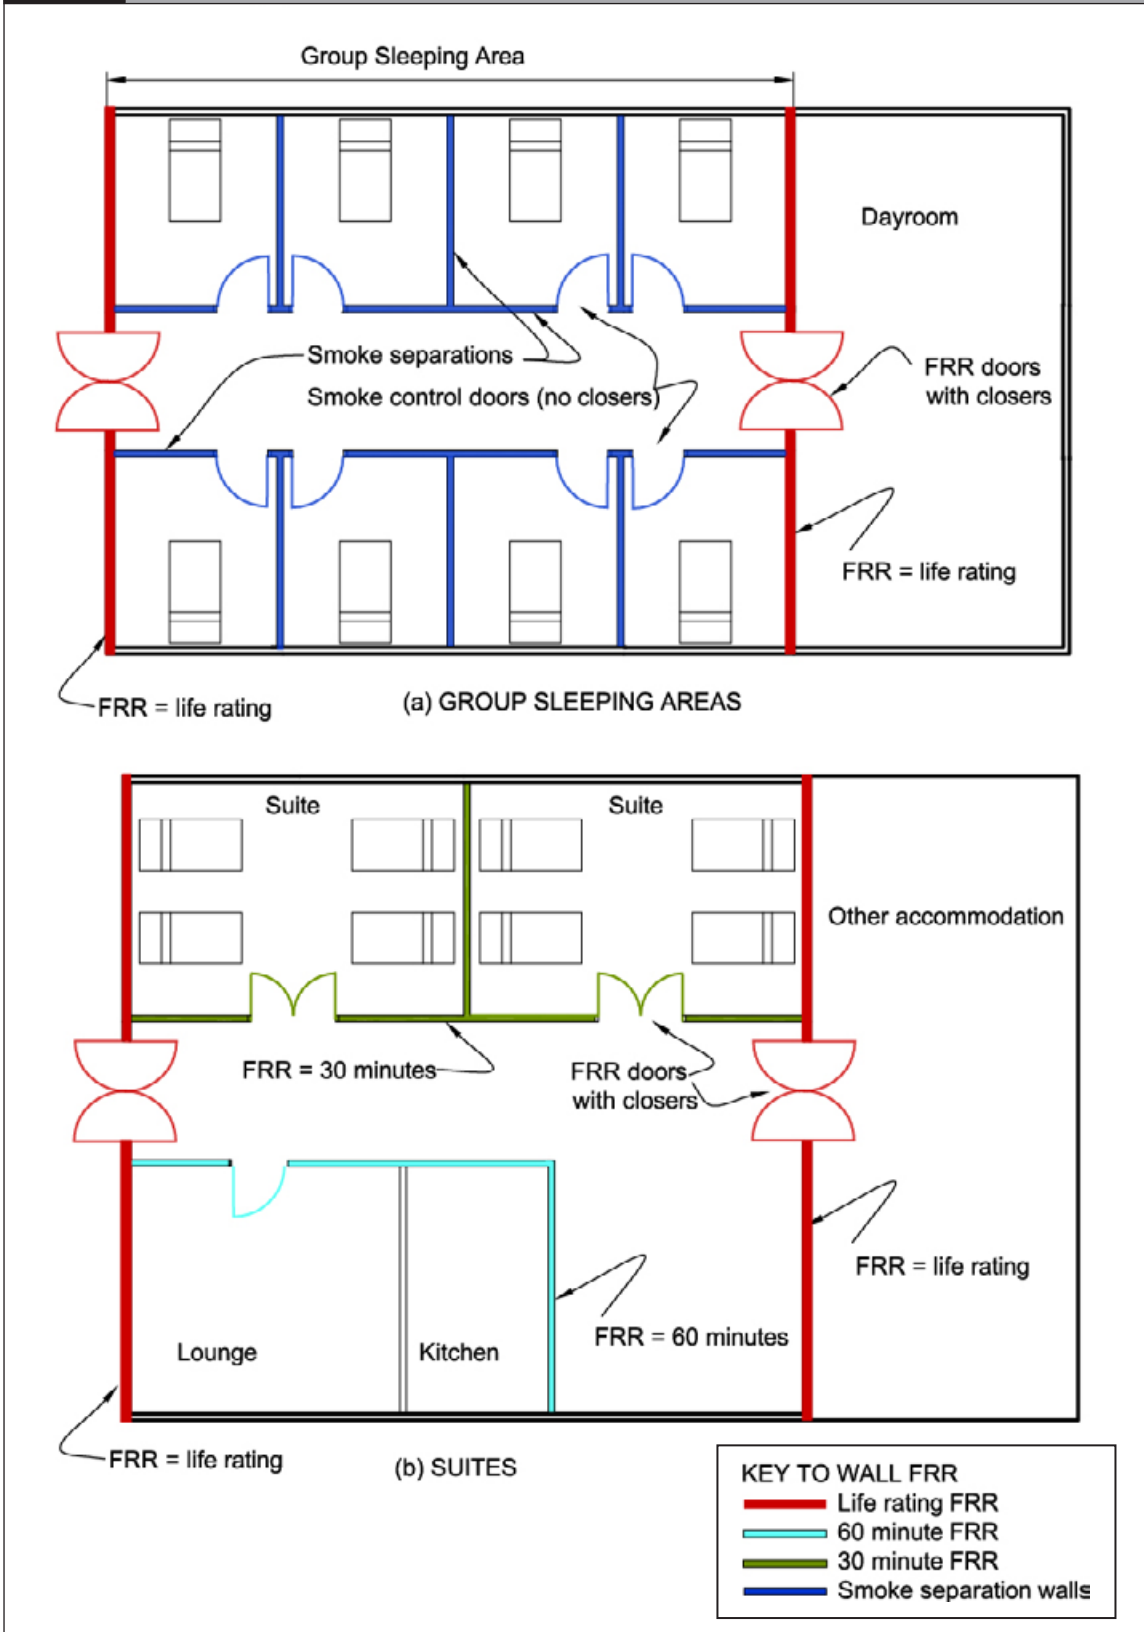 Group Sleeping Area
Dayroom
Smoke separations
Smoke control doors (no closers)
FRR doors
with closers
FRR = life rating
FRR = life rating
(a) GROUP SLEEPING AREAS
Suite
Suite
Other accommodation
FRR = 30 minutes
FRR doors
with closers
FRR = life rating
FRR = 60 minutes
Lounge
Kitchen
FRR = life rating
(b) SUITES
KEY TO WALL FRR
Life rating FRR
60 minute FRR
30 minute FRR
Smoke separation walls